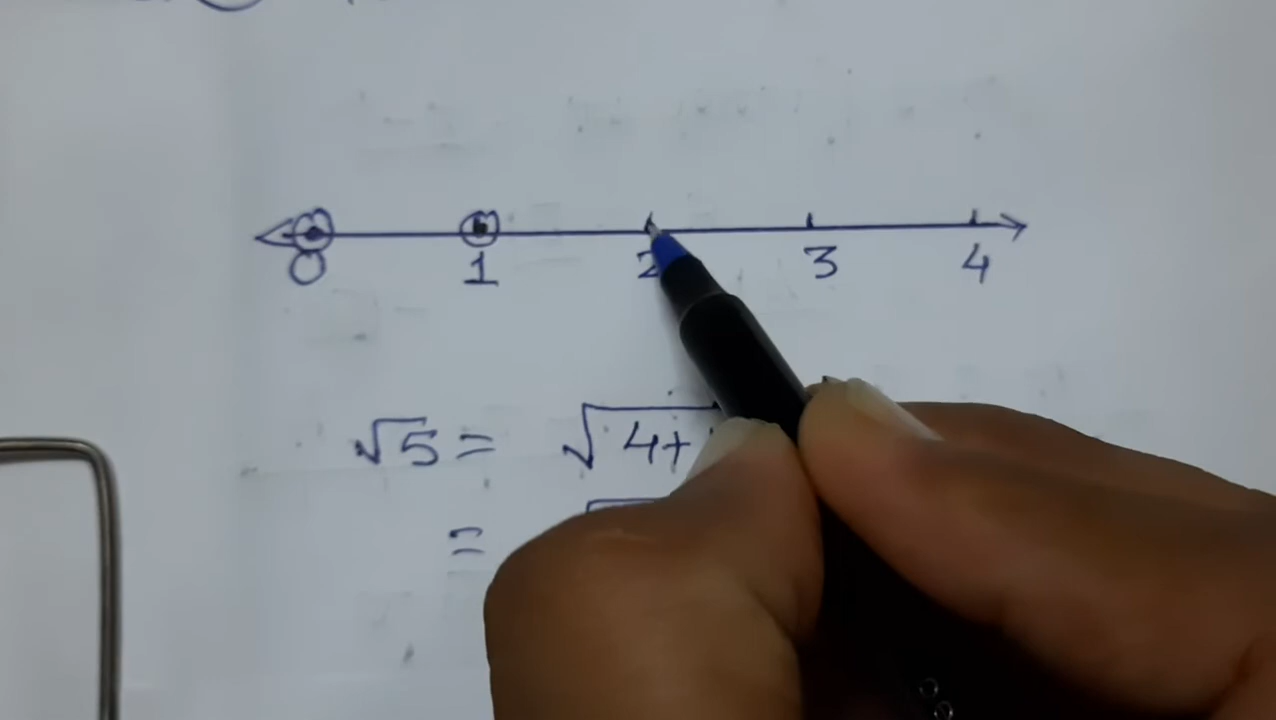 0 1 2 3 4
√5 = √4+
=